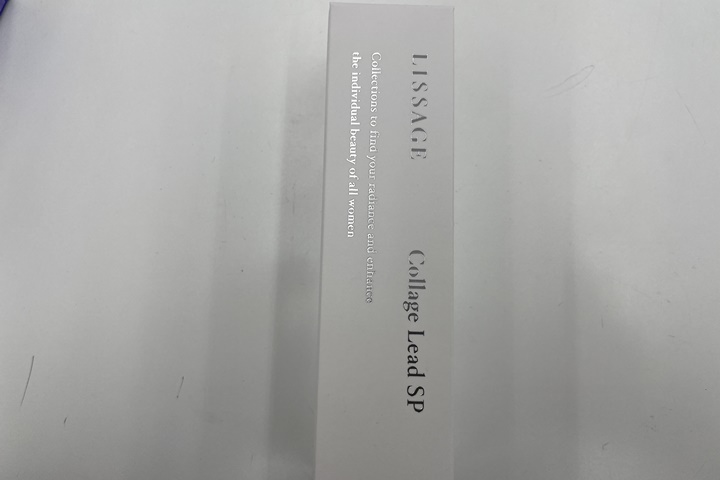 LISSAGE
Collage Lead SP
Collections to find your radiance and enhance
the individual beauty of all women